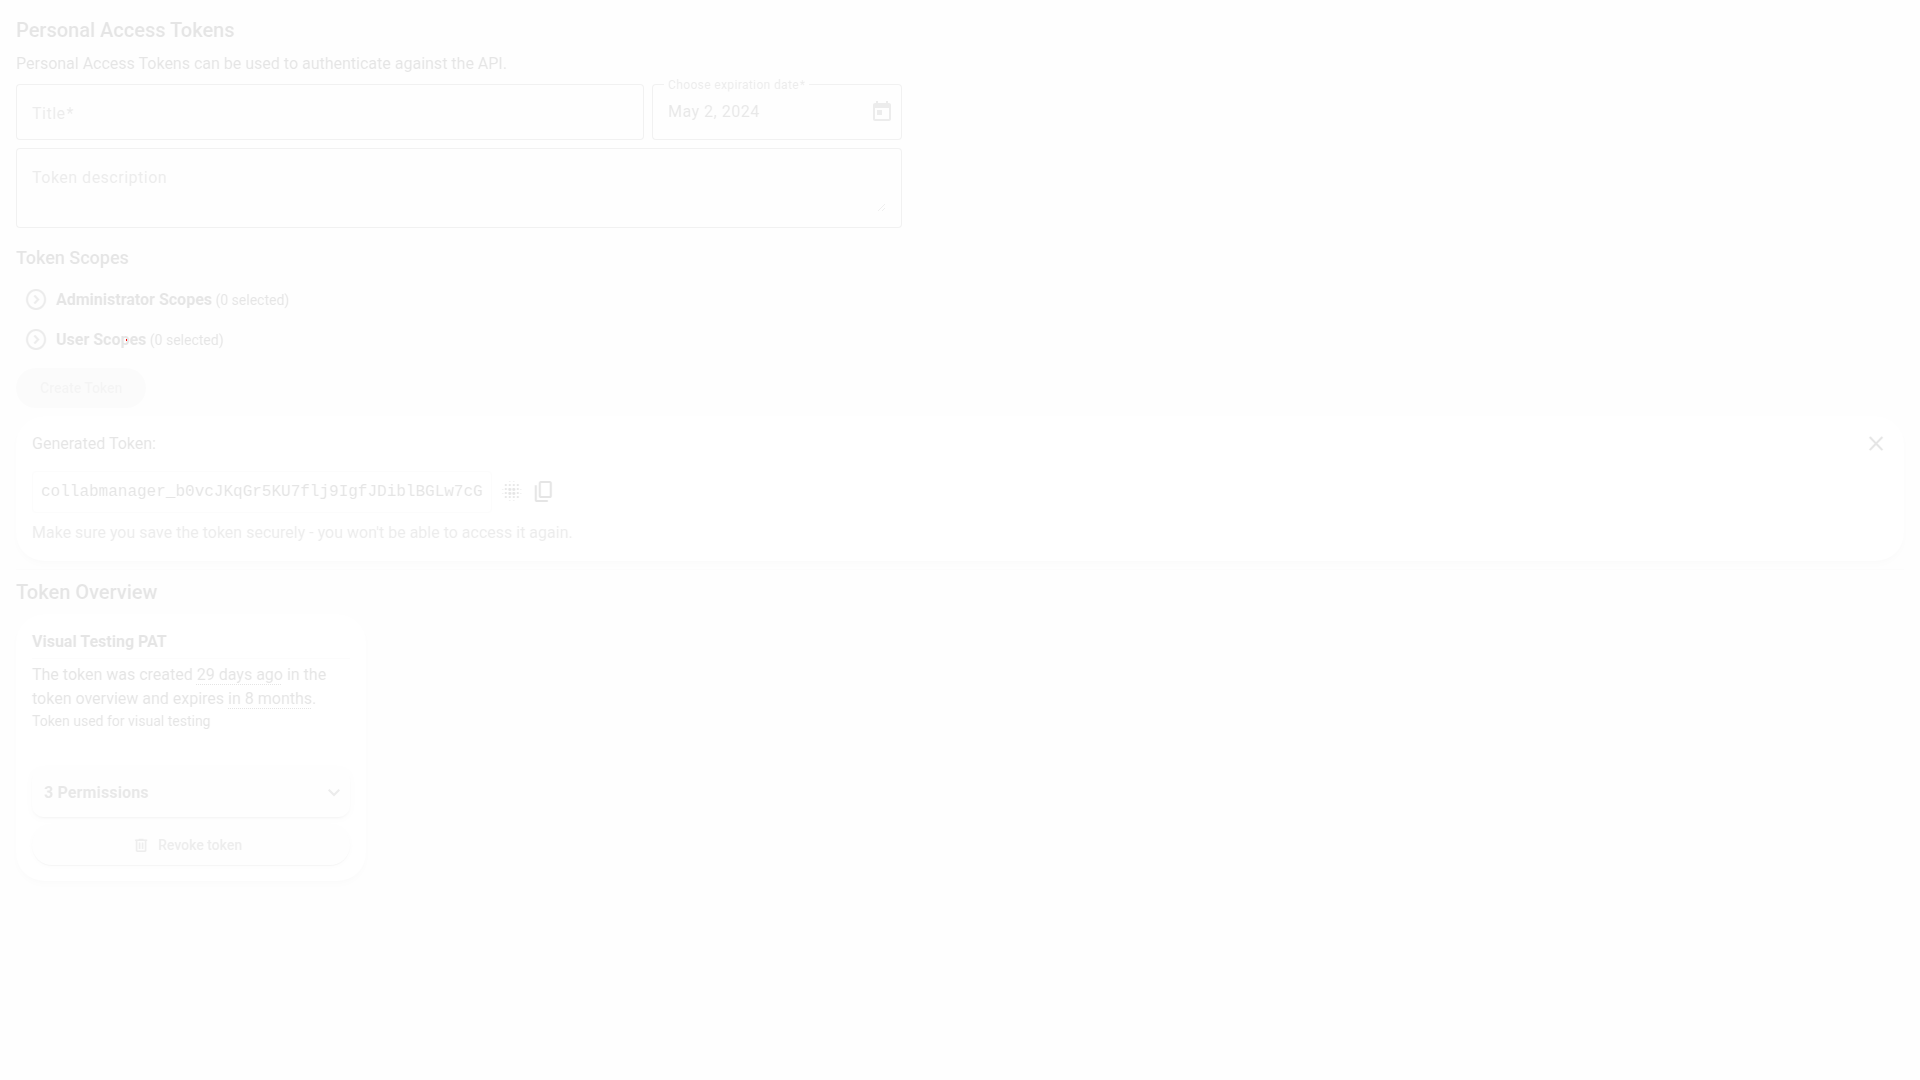 Personal Access Tokens
Personal Access Tokens can be used to authenticate against the API.
Choose expiration date*
Title*
May 2, 2024
Token description
Token Scopes
Administrator Scopes (0 selected)
User Scopes (0 selected)
Create Token
Generated Token:
collabmanager_b0vcJKqGr5KU7flj9IgfJDiblBGLw7cG
Make sure you save the token securely - you won't be able to access it again.
Token Overview
Visual Testing PAT
The token was created 29 days ago in the
token overview and expires in 8 months.
Token used for visual testing
3 Permissions
Revoke token